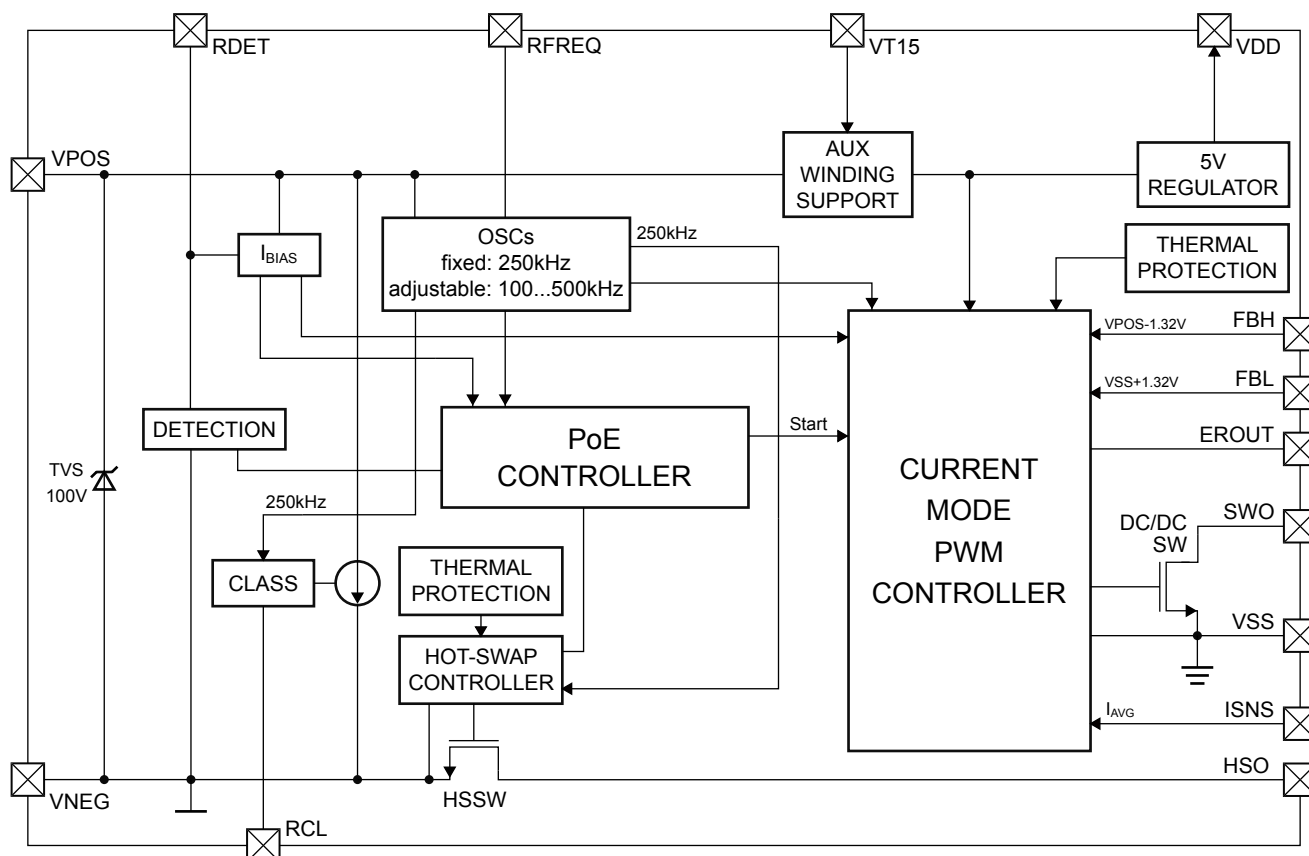 RDET
RFREQ
VT15
VDD
VPOS
AUX
WINDING
SUPPORT
5V
REGULATOR
OSCs
fixed: 250kHz
adjustable: 100...500kHz
250kHz
IBIAS
THERMAL
PROTECTION
VPOS-1.32V
FBH
VSS+1.32V
FBL
DETECTION
PoE
CONTROLLER
Start
EROUT
TVS
100V
CURRENT
MODE
PWM
CONTROLLER
250kHz
DC/DC
SW
SWO
CLASS
THERMAL
PROTECTION
VSS
HOT-SWAP
CONTROLLER
IAVG
ISNS
HSO
VNEG
HSSW
RCL